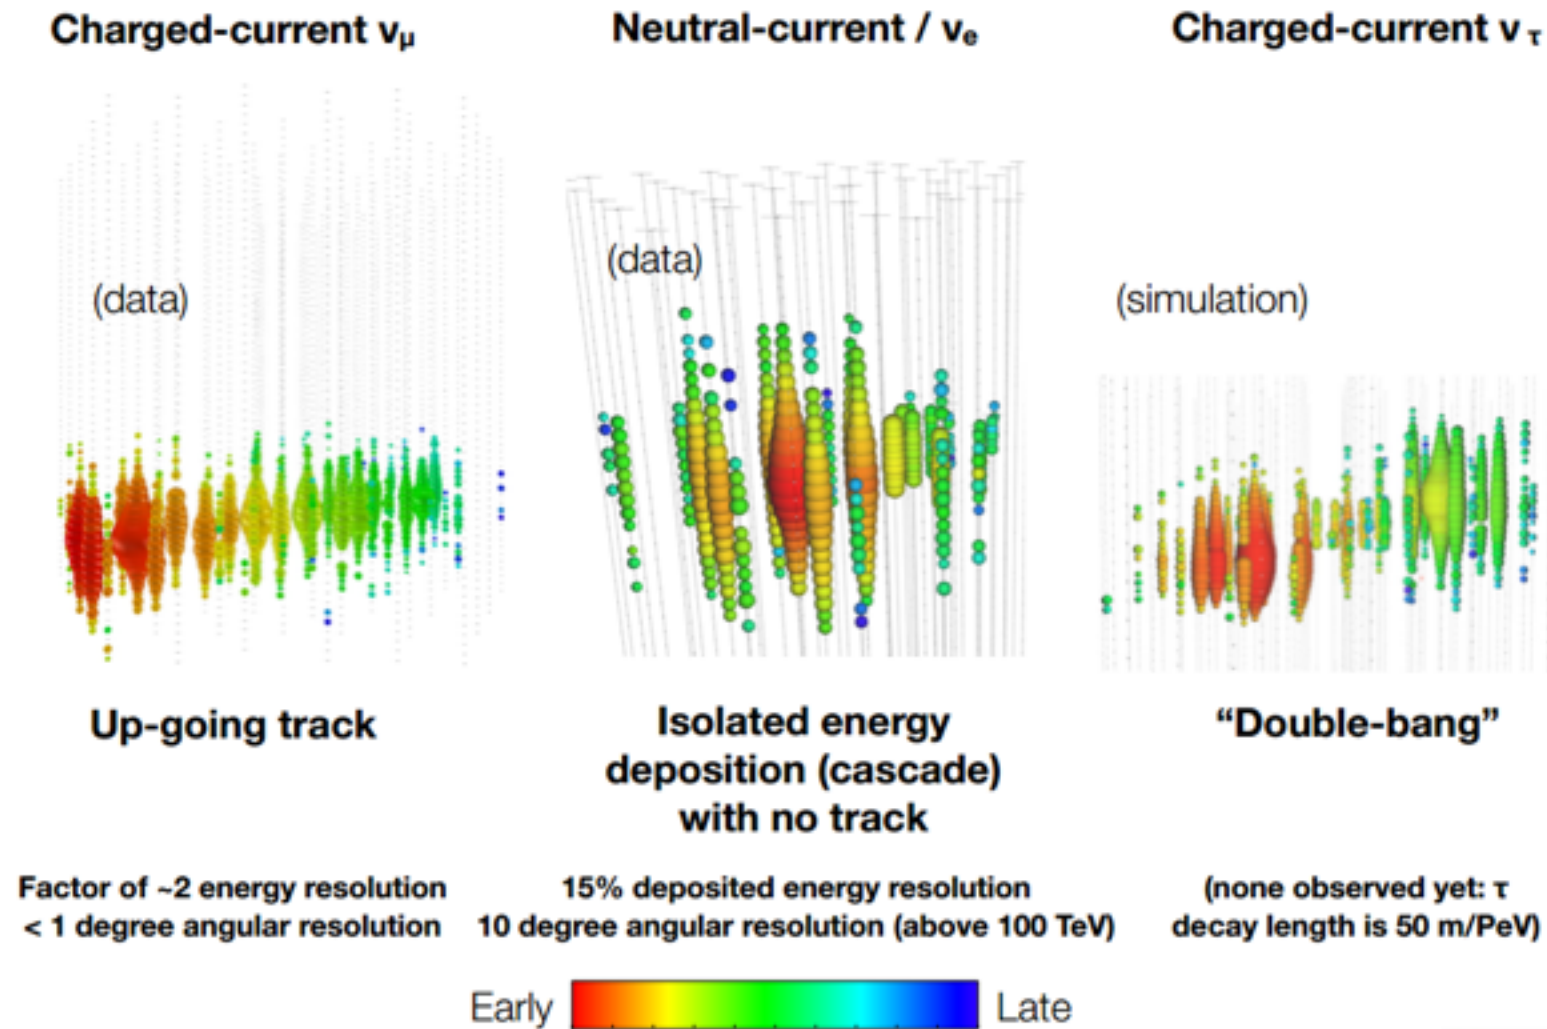 Charged-current νμ
Neutral-current / νe
Charged-current ντ
(data)
(data)
(simulation)
Up-going track
Isolated energy
deposition (cascade)
with no track
“Double-bang”
Factor of ~2 energy resolution
< 1 degree angular resolution
15% deposited energy resolution
10 degree angular resolution (above 100 TeV)
(none observed yet: τ
decay length is 50 m/PeV)
Early
Late